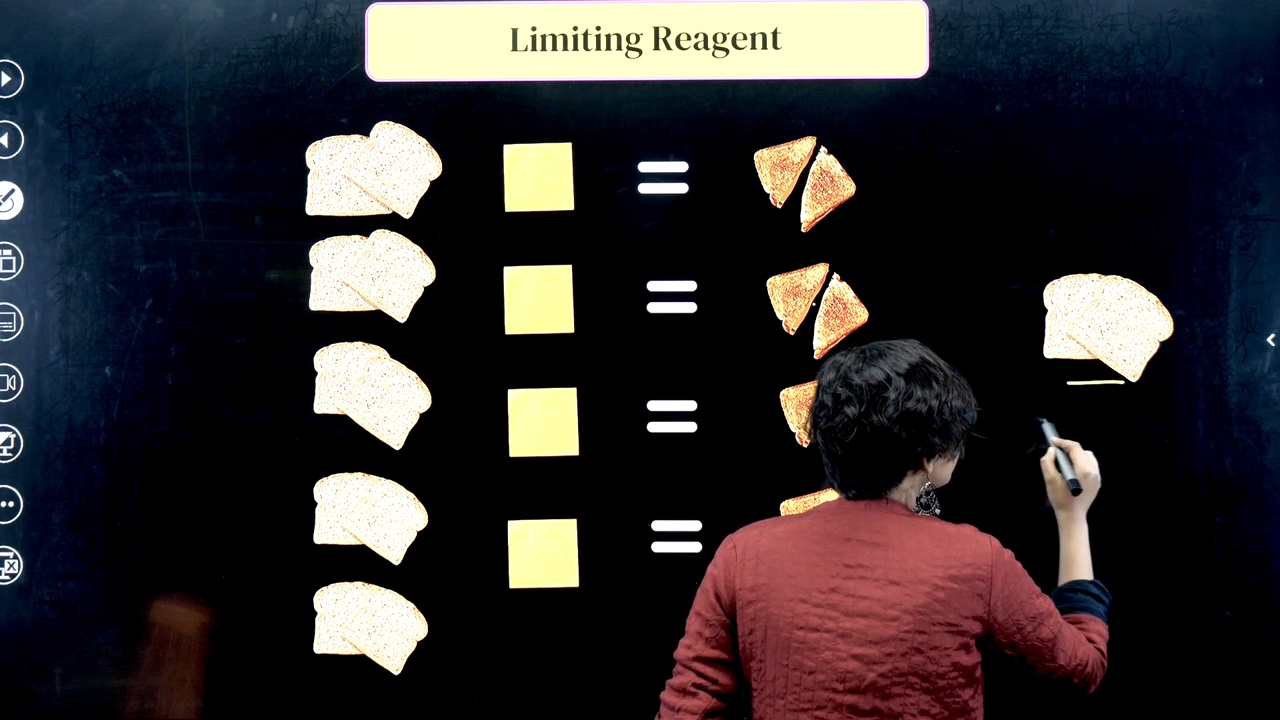 Limiting Reagent
=
=
=
=